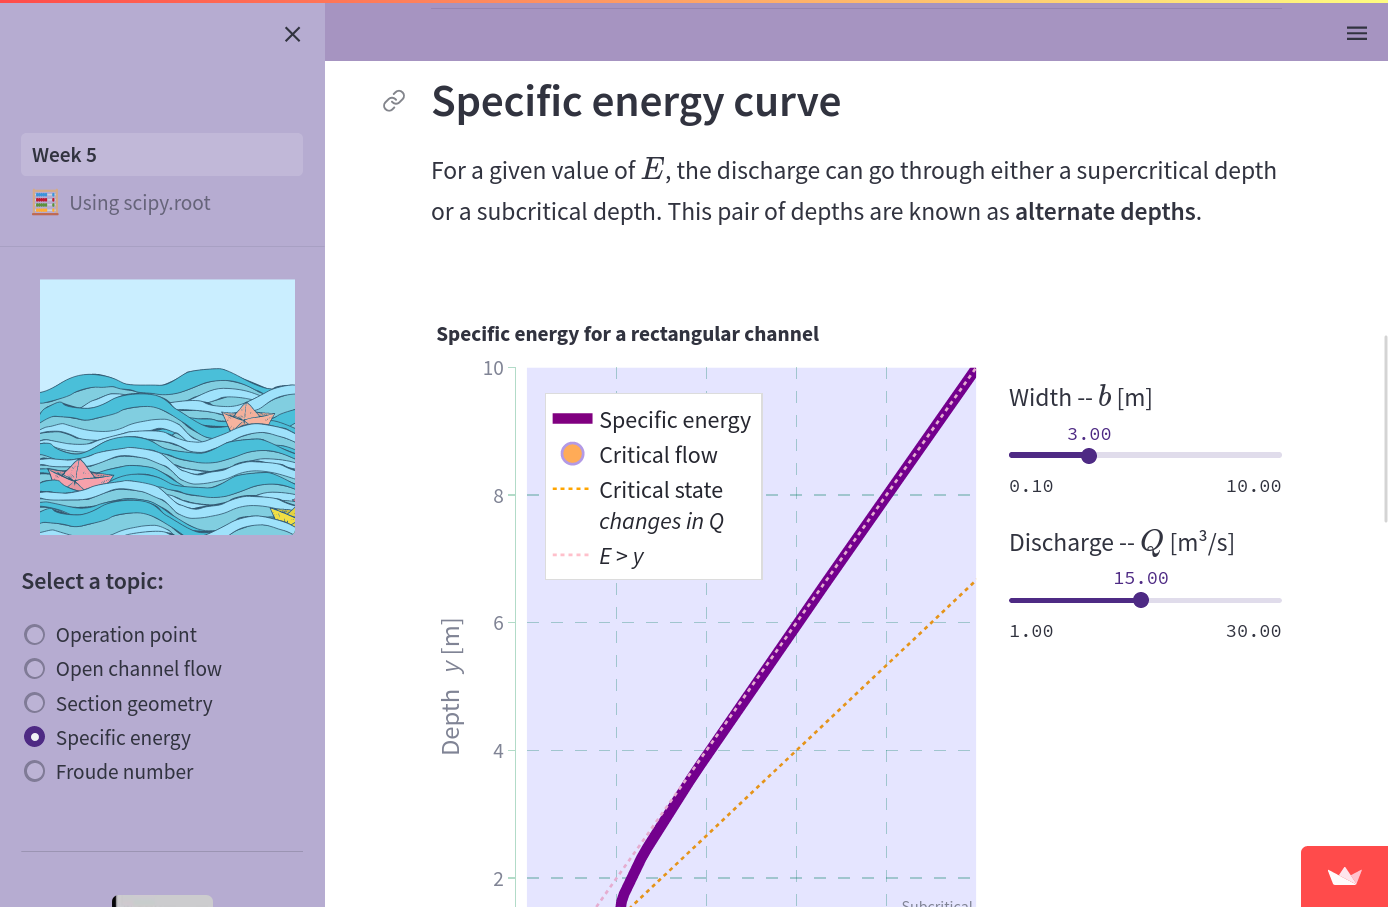 Week 5
Using scipy.root
Select a topic:
Operation point
Open channel flow
Section geometry
Specific energy
Froude number
Specific energy curve
For a given value of E, the discharge can go through either a supercritical depth
or a subcritical depth. This pair of depths are known as alternate depths.
Specific energy for a rectangular channel
10
8
6
4
2
Depth y [m]
Specific energy
Critical flow
Critical state
changes in Q
E > y
Subcritical
Width -- b [m]
3.00
0.10 10.00
Discharge -- Q [m³/s]
15.00
1.00 30.00